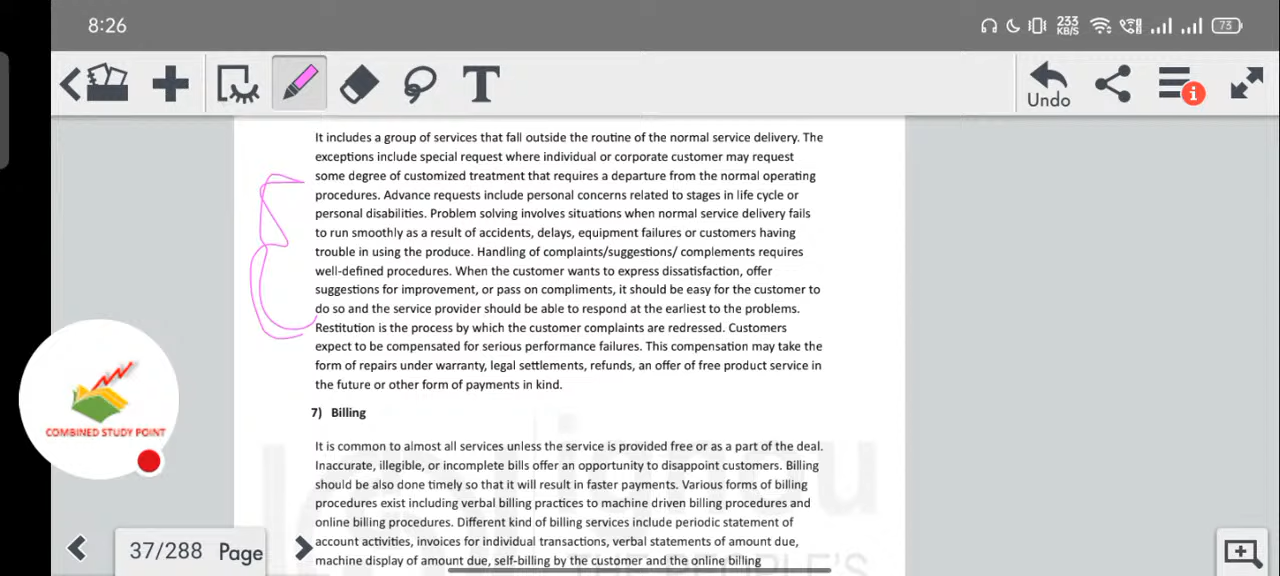 8:26
233
KB/S
73
T
Undo
i
It includes a group of services that fall outside the routine of the normal service delivery. The
exceptions include special request where individual or corporate customer may request
some degree of customized treatment that requires a departure from the normal operating
procedures. Advance requests include personal concerns related to stages in life cycle or
personal disabilities. Problem solving involves situations when normal service delivery fails
to run smoothly as a result of accidents, delays, equipment failures or customers having
trouble in using the produce. Handling of complaints/suggestions/ complements requires
well-defined procedures. When the customer wants to express dissatisfaction, offer
suggestions for improvement, or pass on compliments, it should be easy for the customer to
do so and the service provider should be able to respond at the earliest to the problems.
Restitution is the process by which the customer complaints are redressed. Customers
expect to be compensated for serious performance failures. This compensation may take the
form of repairs under warranty, legal settlements, refunds, an offer of free product service in
the future or other form of payments in kind.
COMBINED STUDY POINT
7) Billing
It is common to almost all services unless the service is provided free or as a part of the deal.
Inaccurate, illegible, or incomplete bills offer an opportunity to disappoint customers. Billing
should be also done timely so that it will result in faster payments. Various forms of billing
procedures exist including verbal billing practices to machine driven billing procedures and
online billing procedures. Different kind of billing services include periodic statement of
account activities, invoices for individual transactions, verbal statements of amount due,
machine display of amount due, self-billing by the customer and the online billing
ignou
THE PEOPLE'S
37/288 Page